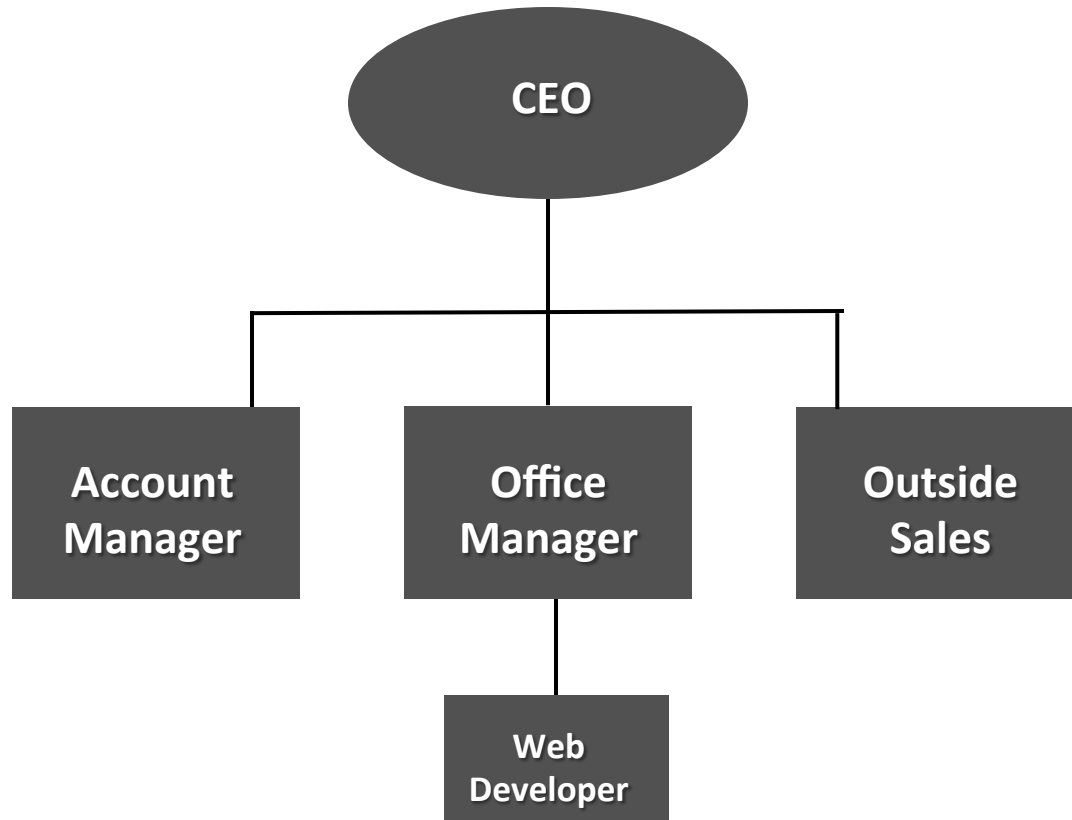 CEO
Account
Manager
Office
Manager
Outside
Sales
Web
Developer